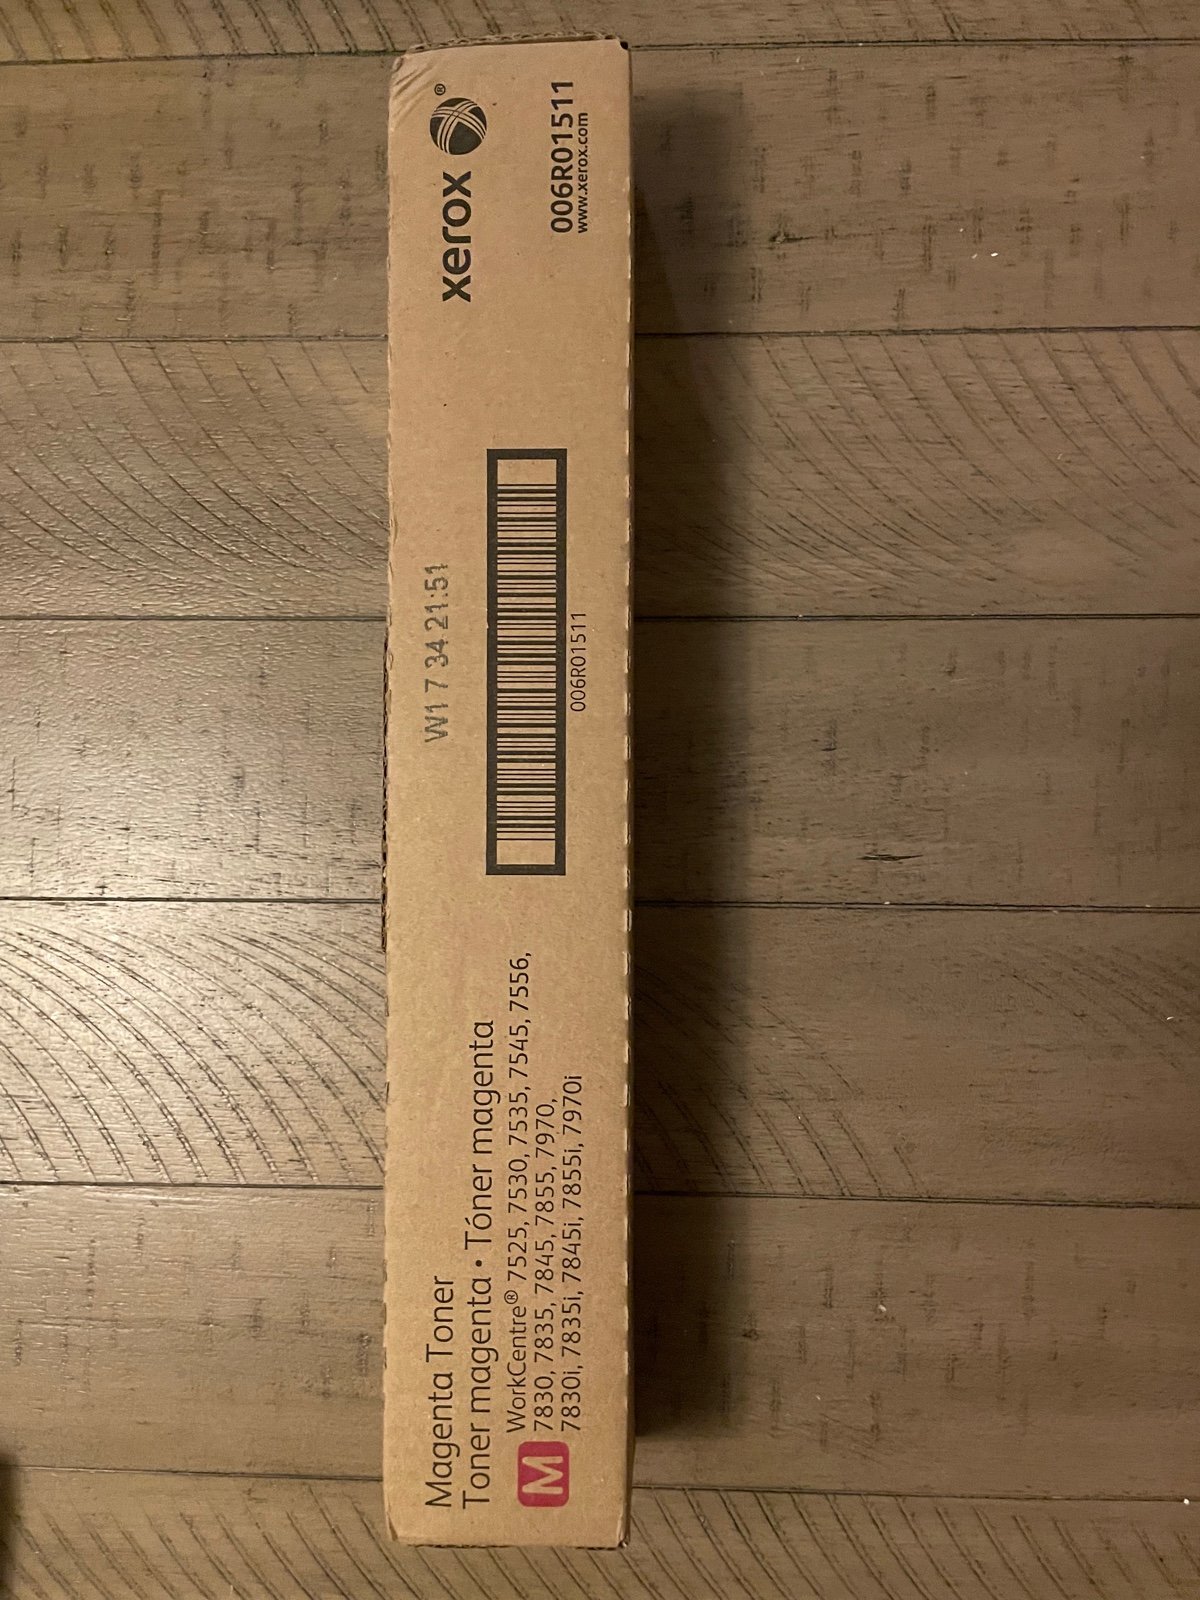 xerox ®
006R01511
www.xerox.com
W1 7 34 21:51
006R01511
Magenta Toner
Toner magenta • Tóner magenta
M
WorkCentre® 7525, 7530, 7535, 7545, 7556,
7830, 7835, 7845, 7855, 7970,
7830i, 7835i, 7845i, 7855i, 7970i